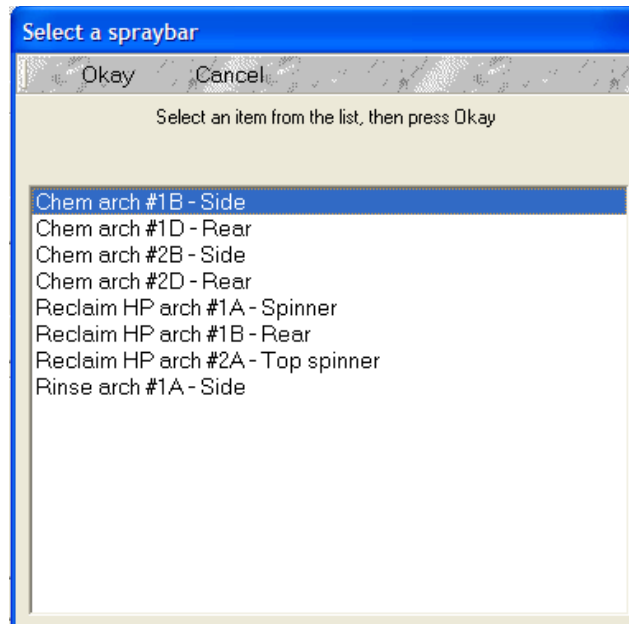 Select a spraybar
Okay Cancel
Select an item from the list, then press Okay
Chem arch #1B - Side
Chem arch #1D - Rear
Chem arch #2B - Side
Chem arch #2D - Rear
Reclaim HP arch #1A - Spinner
Reclaim HP arch #1B - Rear
Reclaim HP arch #2A - Top spinner
Rinse arch #1A - Side